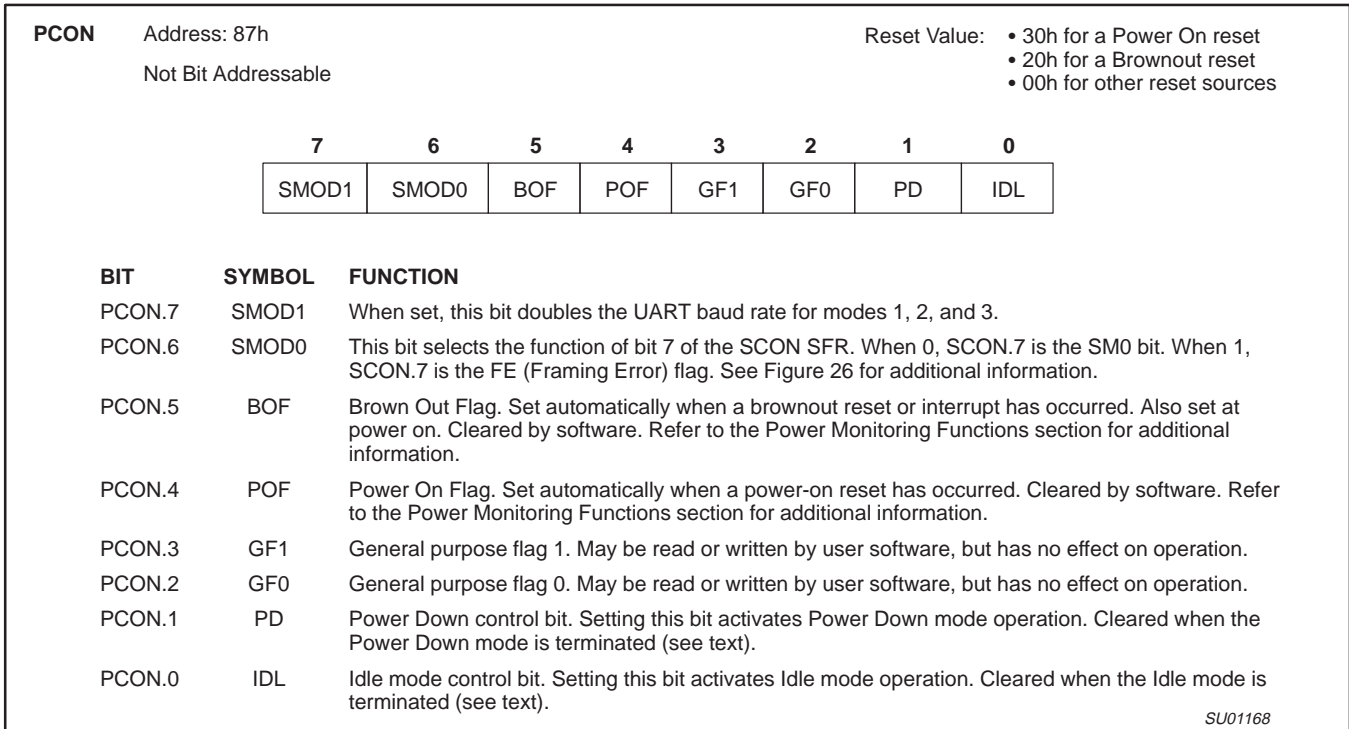 PCON Address: 87h Reset Value: • 30h for a Power On reset
• 20h for a Brownout reset
Not Bit Addressable
• 00h for other reset sources
7 6 5 4 3 2 1 0
SMOD1 SMOD0 BOF POF GF1 GF0 PD IDL
BIT SYMBOL FUNCTION
PCON.7 SMOD1 When set, this bit doubles the UART baud rate for modes 1, 2, and 3.
PCON.6 SMOD0 This bit selects the function of bit 7 of the SCON SFR. When 0, SCON.7 is the SM0 bit. When 1,
SCON.7 is the FE (Framing Error) flag. See Figure 26 for additional information.
PCON.5 BOF Brown Out Flag. Set automatically when a brownout reset or interrupt has occurred. Also set at
power on. Cleared by software. Refer to the Power Monitoring Functions section for additional
information.
PCON.4 POF Power On Flag. Set automatically when a power-on reset has occurred. Cleared by software. Refer
to the Power Monitoring Functions section for additional information.
PCON.3 GF1 General purpose flag 1. May be read or written by user software, but has no effect on operation.
PCON.2 GF0 General purpose flag 0. May be read or written by user software, but has no effect on operation.
PCON.1 PD Power Down control bit. Setting this bit activates Power Down mode operation. Cleared when the
Power Down mode is terminated (see text).
PCON.0 IDL Idle mode control bit. Setting this bit activates Idle mode operation. Cleared when the Idle mode is
terminated (see text).
SU01168